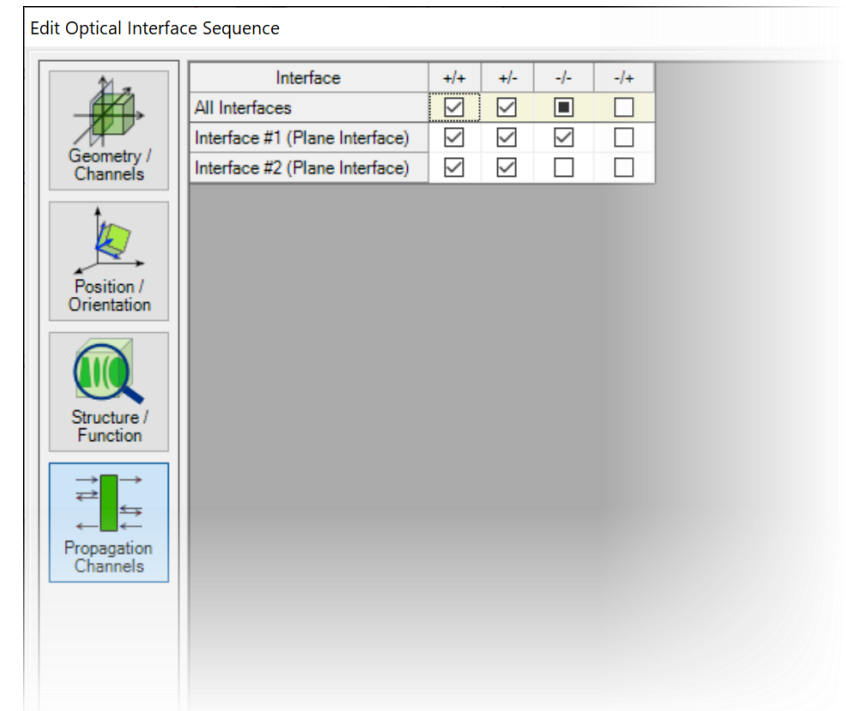 Edit Optical Interface Sequence
Geometry /
Channels
Position /
Orientation
Structure /
Function
Propagation
Channels
Interface +/+ +/- -/- -/+
All Interfaces
Interface #1 (Plane Interface)
Interface #2 (Plane Interface)